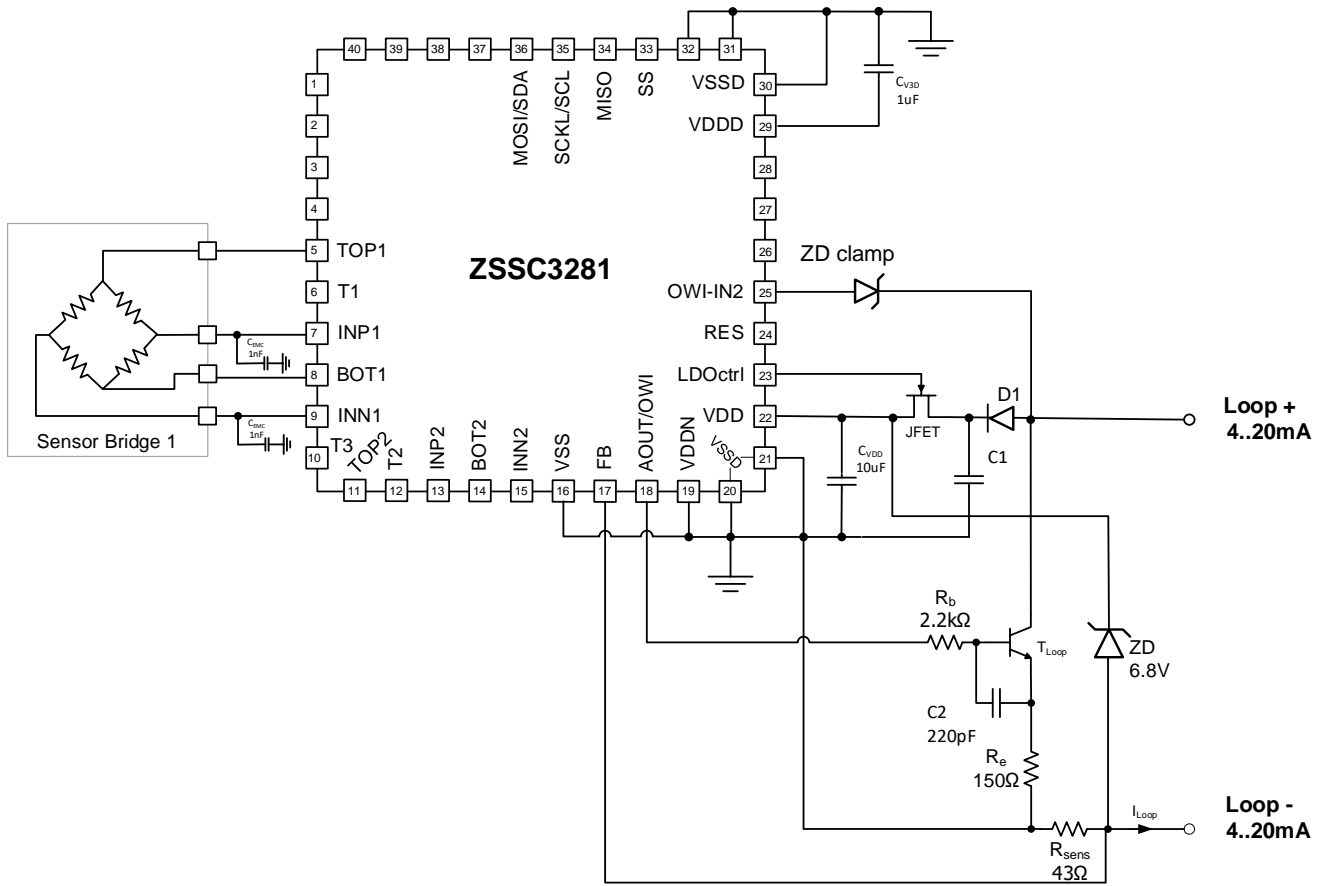 40 39 38 37 36 35 34 33 32 31
MOSI/SDA
SCKL/SCL
MISO
SS
1
2
3
4
5 TOP1
6 T1
7 INP1
8 BOT1
9 INN1
10 T3
VSSD 30
VDDD 29
28
27
26
OWI-IN2 25
RES 24
LDOctrl 23
VDD 22
VSSD 21
CV3D
1uF
ZSSC3281
ZD clamp
CEMC
1nF
CEMC
1nF
Sensor Bridge 1
TOP2
T2
INP2
BOT2
INN2
VSS
FB
AOUT/OWI
VDDN
11 12 13 14 15 16 17 18 19 20
CVDD
10uF
JFET
D1
C1
Loop +
4..20mA
Rb
2.2kΩ
TLoop
ZD
6.8V
C2
220pF
Re
150Ω
ILoop
Loop -
4..20mA
Rsens
43Ω